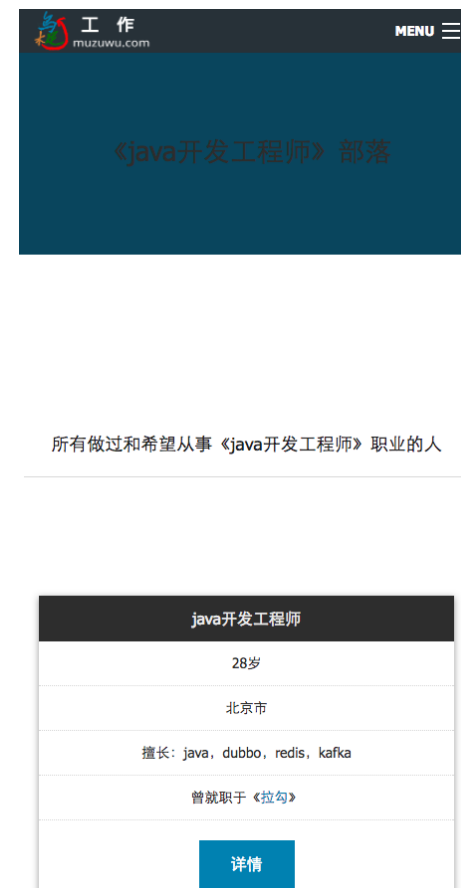 工 作
muzuwu.com
MENU
《java开发工程师》部落
所有做过和希望从事《java开发工程师》职业的人
java开发工程师
28岁
北京市
擅长：java，dubbo，redis，kafka
曾就职于《拉勾》
详情